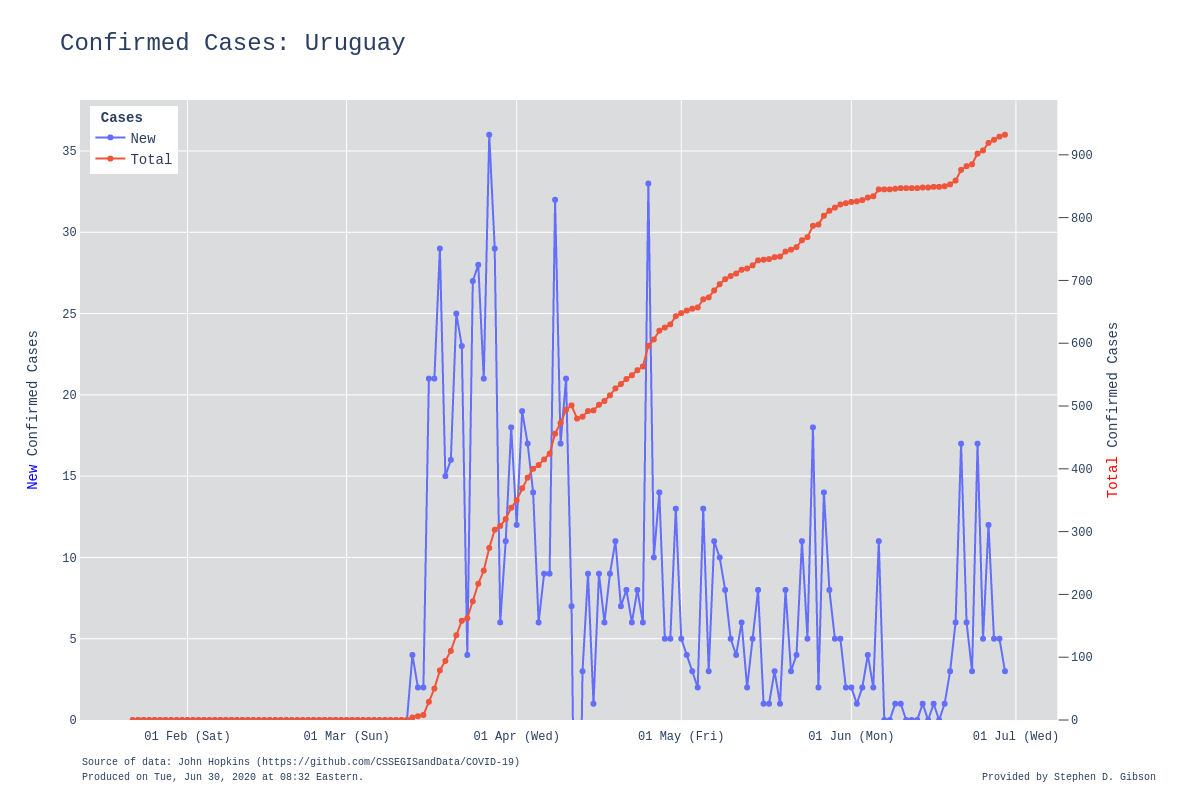 Confirmed Cases: Uruguay
Cases
New
Total
35
30
25
20
15
10
5
0
900
800
700
600
500
400
300
200
100
0
New Confirmed Cases
Total Confirmed Cases
01 Feb (Sat) 01 Mar (Sun) 01 Apr (Wed) 01 May (Fri) 01 Jun (Mon) 01 Jul (Wed)
Source of data: John Hopkins (https://github.com/CSSEGISandData/COVID-19)
Produced on Tue, Jun 30, 2020 at 08:32 Eastern.
Provided by Stephen D. Gibson